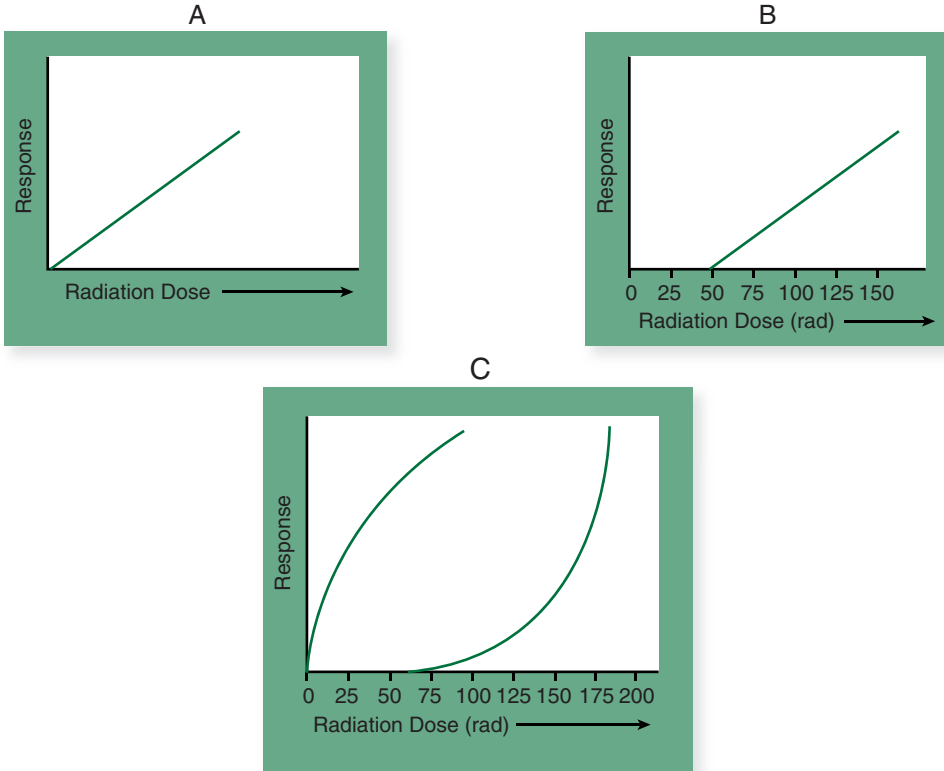 A
Response
Radiation Dose
B
Response
0 25 50 75 100 125 150
Radiation Dose (rad)
C
Response
0 25 50 75 100 125 150 175 200
Radiation Dose (rad)